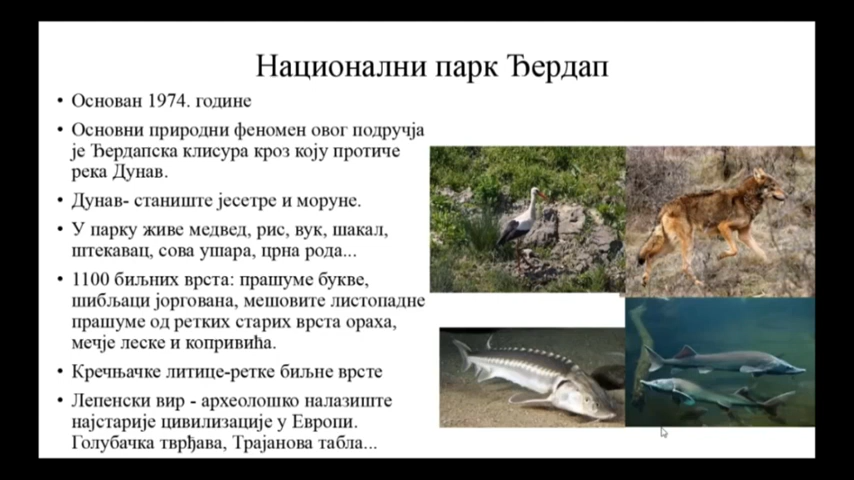 Национални парк Ђердап
• Основан 1974. године
• Основни природни феномен овог подручја
је Ђердапска клисура кроз коју протиче
река Дунав.
• Дунав- станиште јесетре и моруне.
• У парку живе медвед, рис, вук, шакал,
штекавац, сова ушара, црна рода...
• 1100 биљних врста: прашуме букве,
шибљаци јоргована, мешовите листопадне
прашуме од ретких старих врста ораха,
мечје леске и копривића.
• Кречњачке литице-ретке биљне врсте
• Лепенски вир - археолошко налазиште
најстарије цивилизације у Европи.
Голубачка тврђава, Трајанова табла...